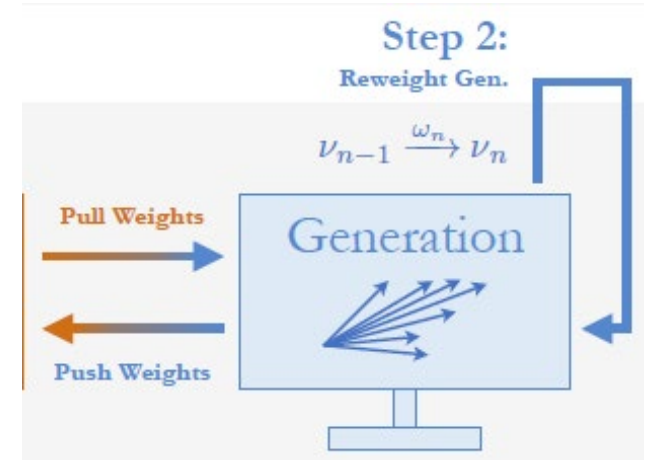 Step 2:
Reweight Gen.
ν_{n−1} \xrightarrow{ω_n} ν_n
Pull Weights
Generation
Push Weights